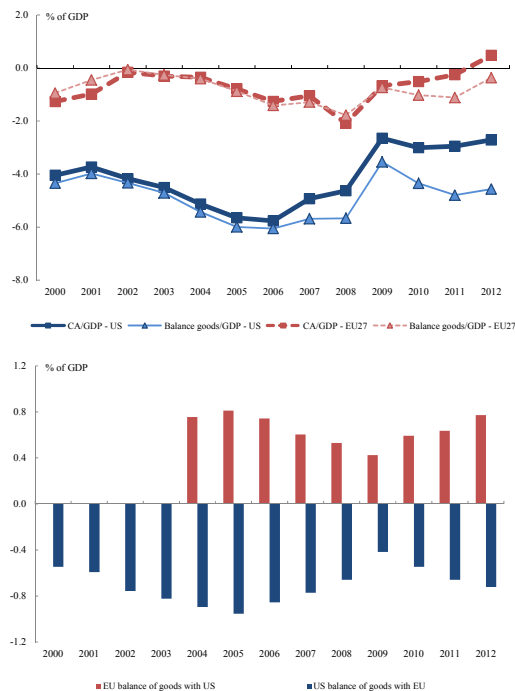 % of GDP
2.0
0.0
-2.0
-4.0
-6.0
-8.0
2000 2001 2002 2003 2004 2005 2006 2007 2008 2009 2010 2011 2012
CA/GDP - US Balance goods/GDP - US CA/GDP - EU27 Balance goods/GDP - EU27
1.2 % of GDP
0.8
0.4
0.0
-0.4
-0.8
-1.2
2000 2001 2002 2003 2004 2005 2006 2007 2008 2009 2010 2011 2012
EU balance of goods with US US balance of goods with EU